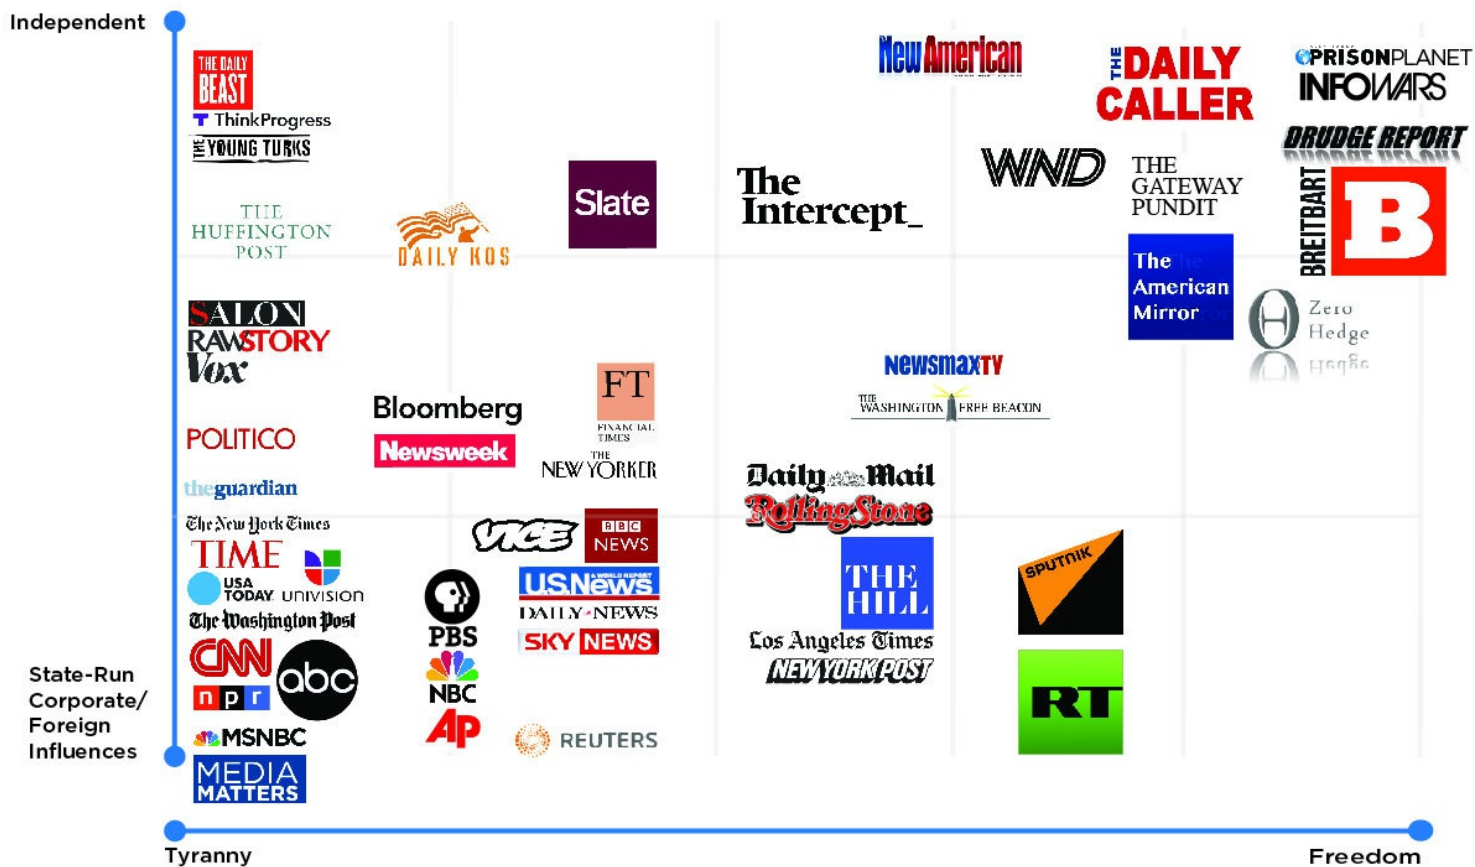 Independent
New American
THE DAILY CALLER
PRISONPLANET
INFOWARS
THE DAILY
BEAST
ThinkProgress
THE YOUNG TURKS
DRUDGE REPORT
Slate
The
Intercept_
WND
THE
GATEWAY
PUNDIT
BREITBART
B
THE
HUFFINGTON
POST
DAILY KOS
The
American
Mirror
SALON
RAWSTORY
Vox
Zero
Hedge
NewsmaxTV
FT
FINANCIAL
TIMES
Bloomberg
THE
WASHINGTON FREE BEACON
POLITICO
Newsweek
THE
NEW YORKER
theguardian
Daily Mail
RollingStone
The New York Times
TIME
VICE
BBC
NEWS
USA
TODAY
UNIVISION
U.S.News
& WORLD REPORT
THE
HILL
SPUTNIK
The Washington Post
PBS
DAILY NEWS
SKY NEWS
Los Angeles Times
NEW YORK POST
CNN
abc
npr
NBC
RT
State-Run
Corporate/
Foreign
Influences
MSNBC
AP
REUTERS
MEDIA
MATTERS
Tyranny
Freedom